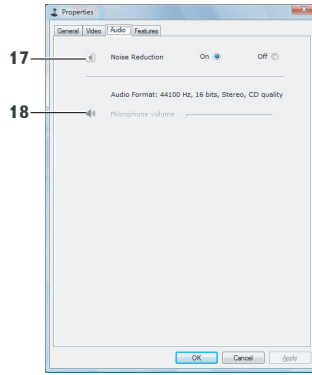 Properties
General Video Audio Features
17 Noise Reduction On Off
Audio Format: 44100 Hz, 16 bits, Stereo, CD quality
18 Microphone volume
OK Cancel Apply